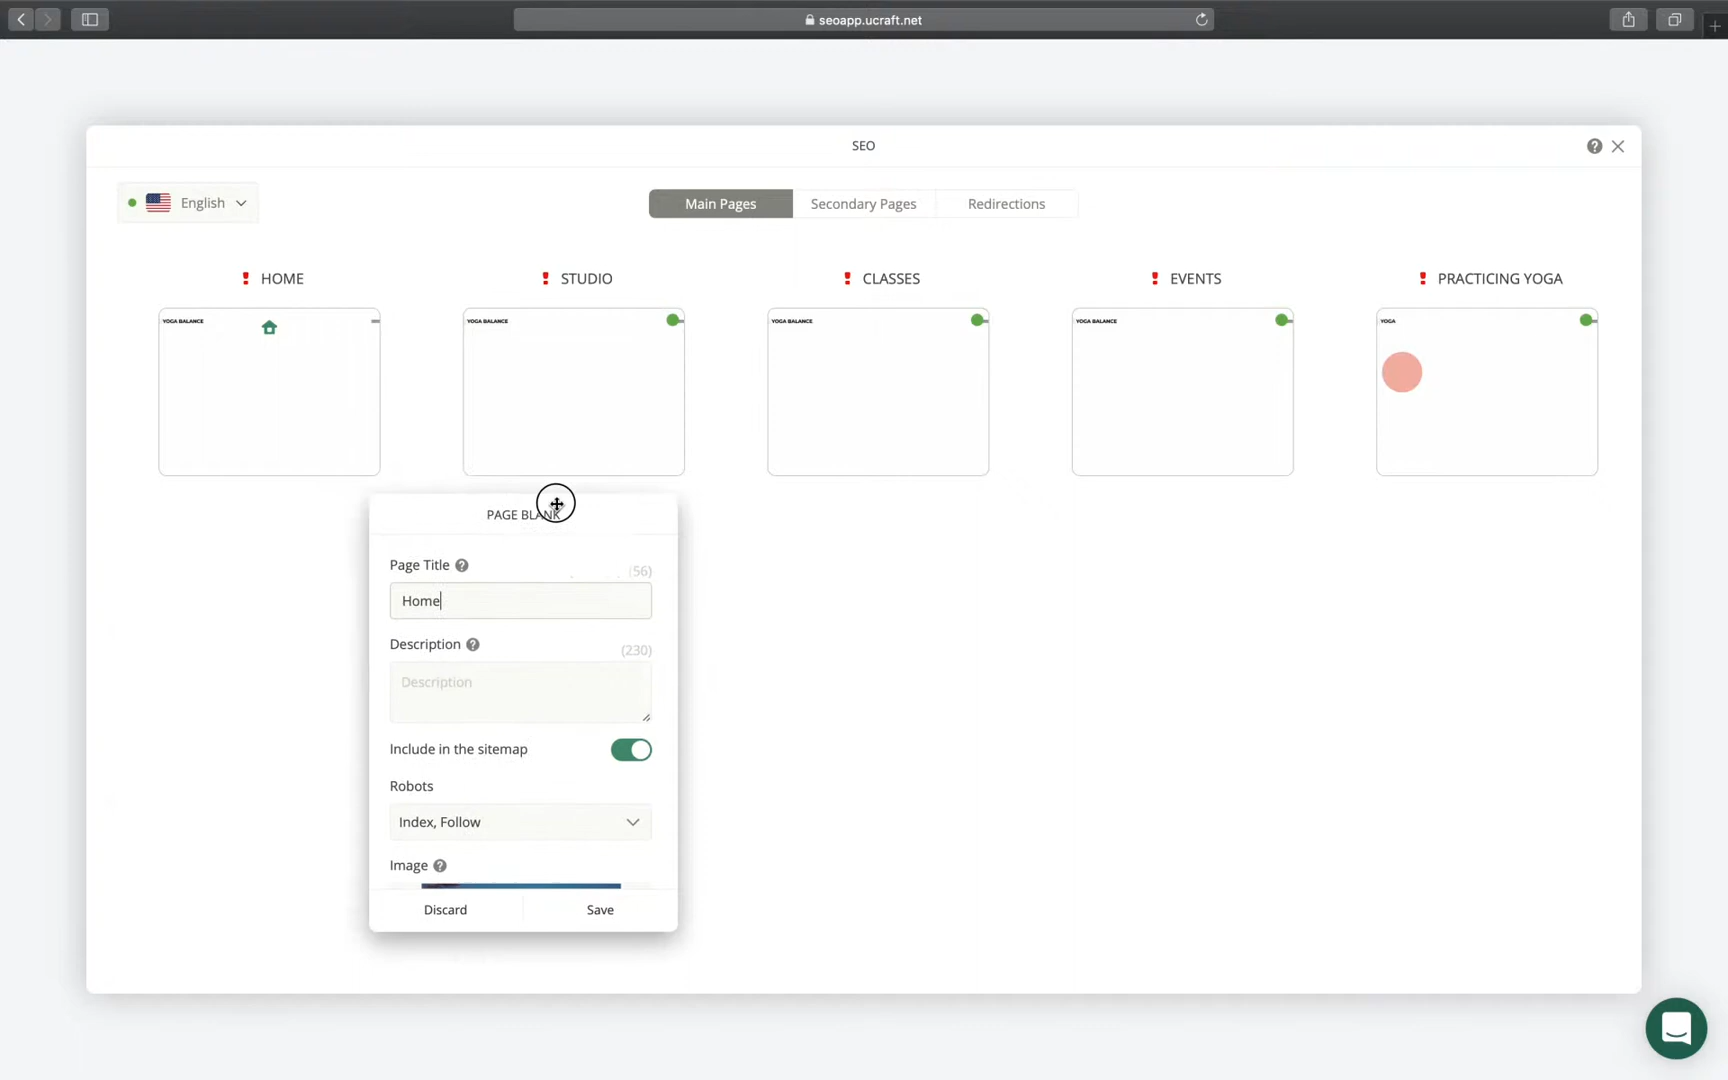 seoapp.ucraft.net
SEO
English
Main Pages
Secondary Pages
Redirections
HOME
STUDIO
CLASSES
EVENTS
PRACTICING YOGA
YOGA BALANCE
YOGA BALANCE
YOGA BALANCE
YOGA BALANCE
YOGA
PAGE BLANK
Page Title
(56)
Home
Description
(230)
Description
Include in the sitemap
Robots
Index, Follow
Image
Discard
Save